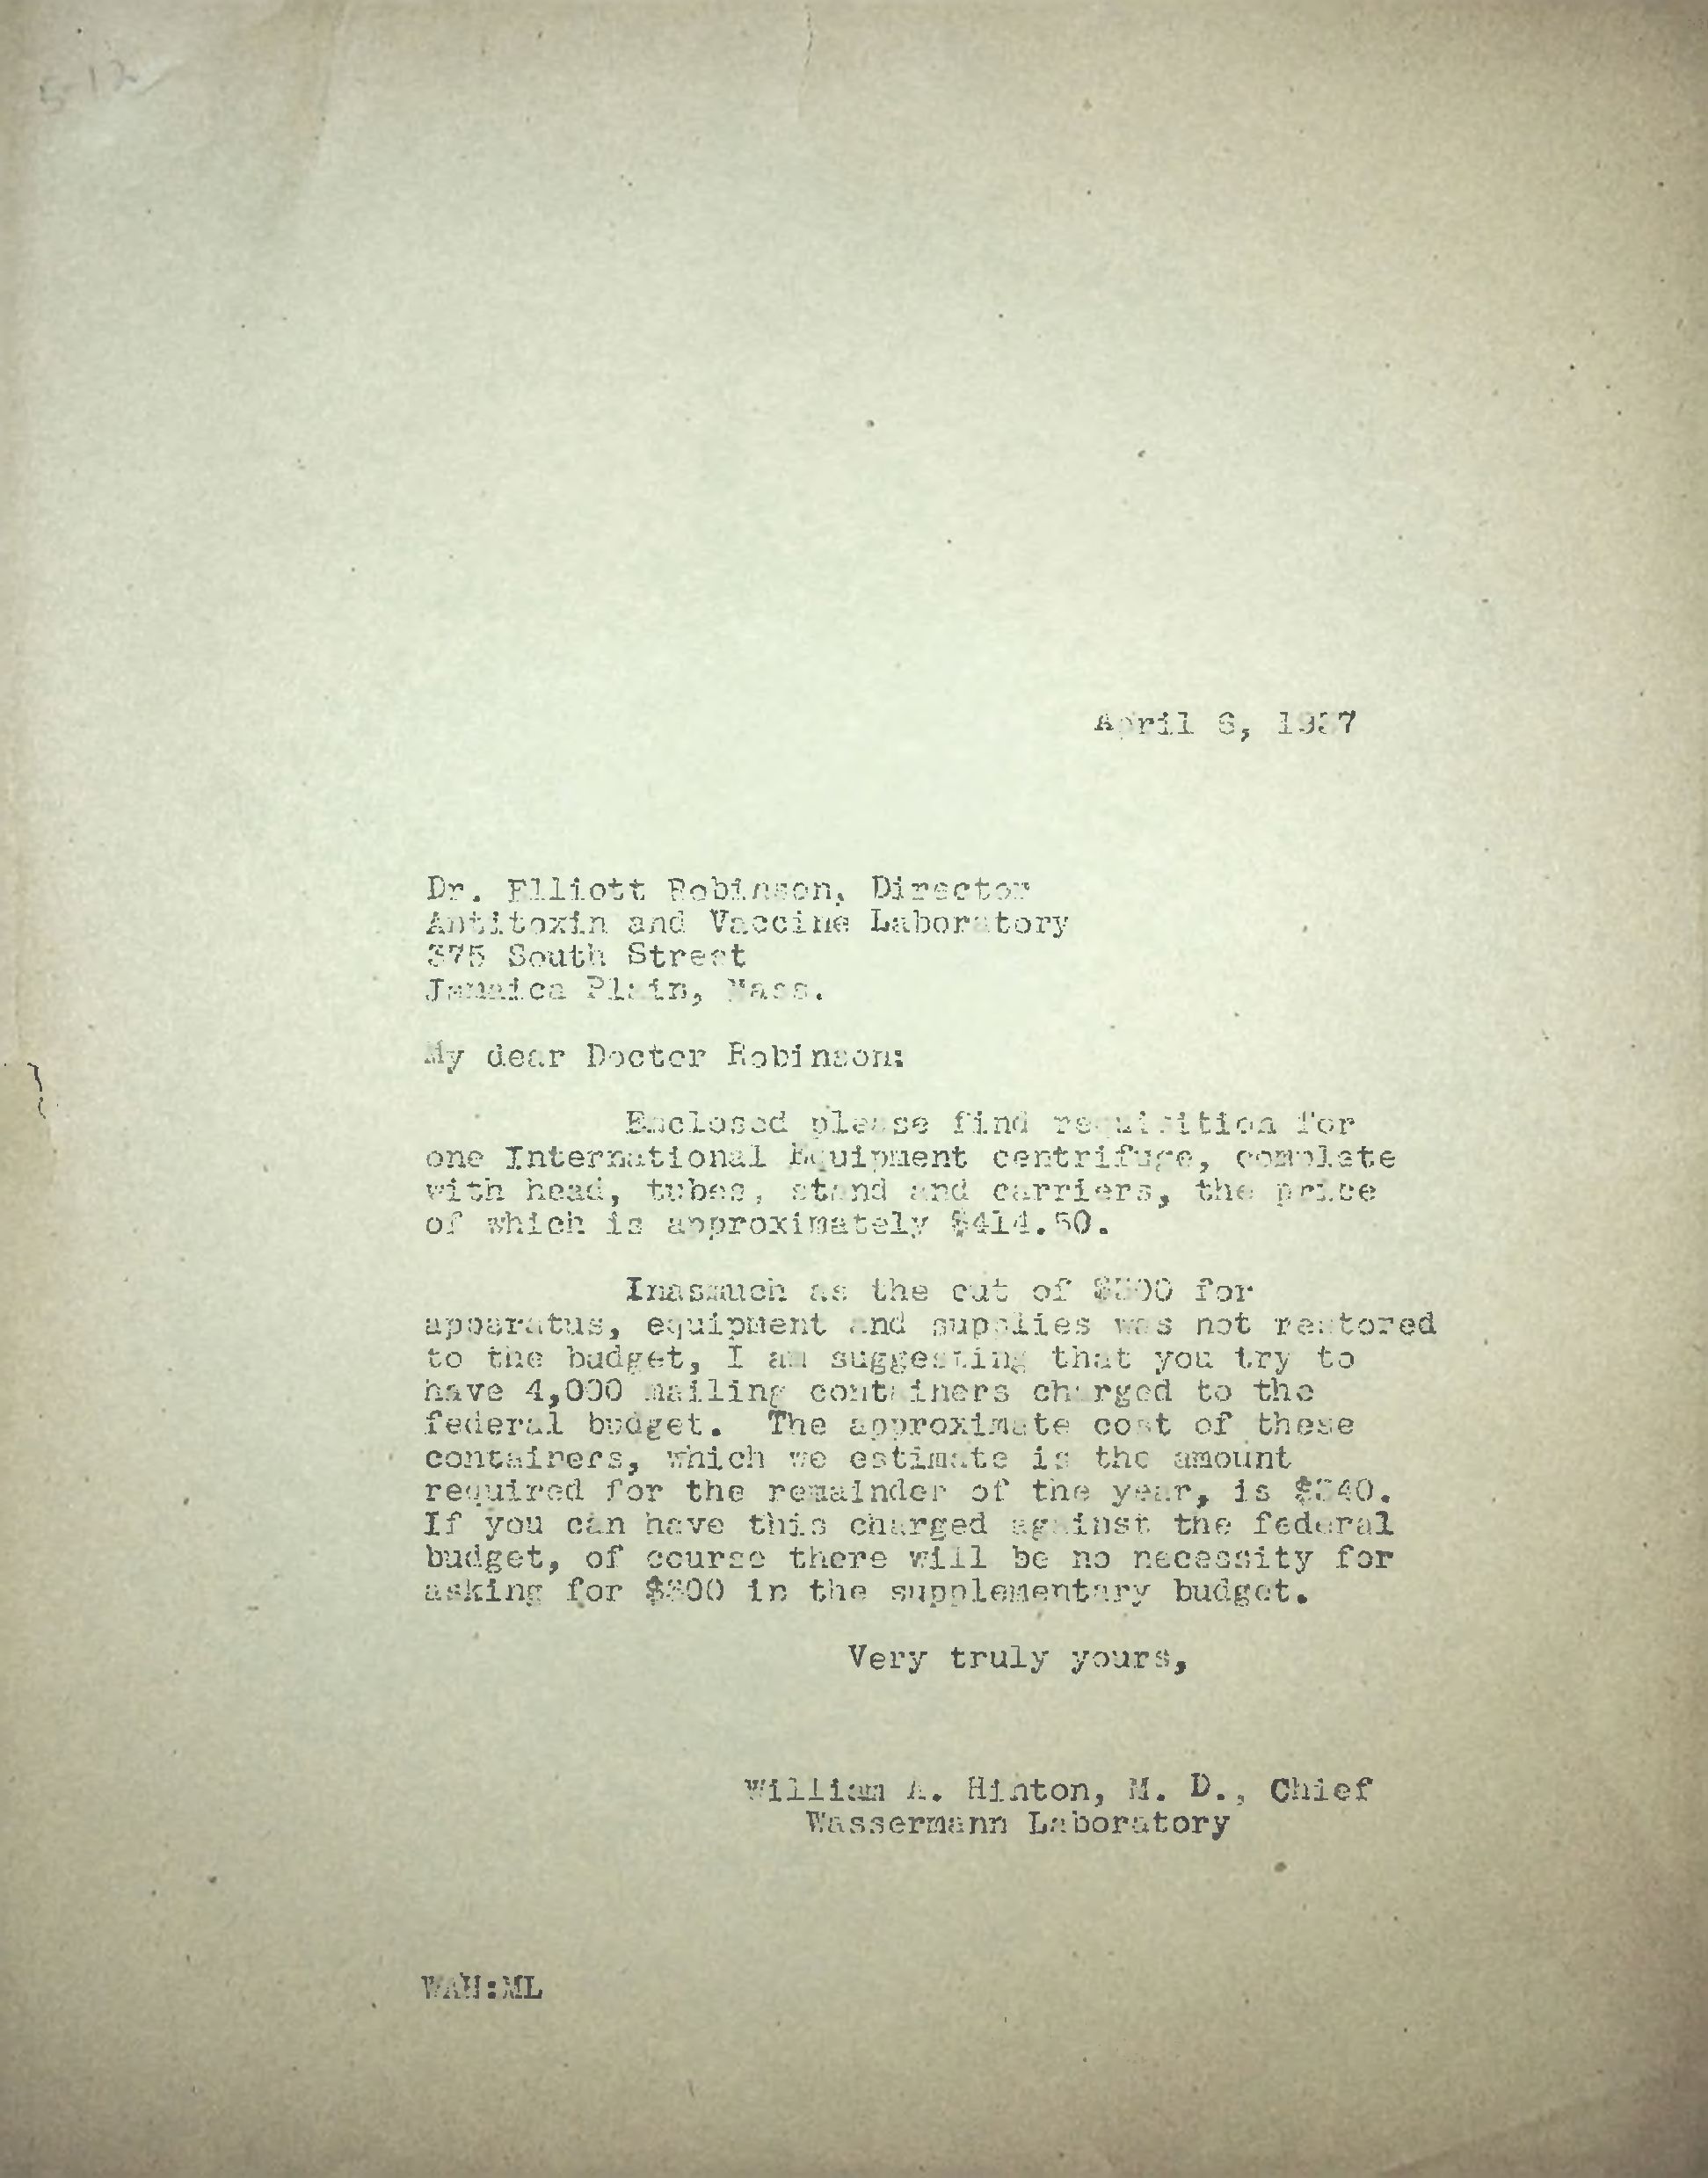 5-12
April 6, 1937
Dr. Elliott Robinson, Director
Antitoxin and Vaccine Laboratory
375 South Street
Jamaica Plain, Mass.
My dear Doctor Robinson:
Enclosed please find requisition for
one International Equipment centrifuge, complete
with head, tubes, stand and carriers, the price
of which is approximately $414.50.
Inasmuch as the cut of for
apparatus, equipment and supplies was not restored
to the budget, I am suggesting that you try to
have 4,000 mailing containers charged to the
federal budget. The approximate cost of these
containers, which we estimate is the amount
required for the remainder of the year, is
If you can have this charged against the federal
budget, of course there will be no necessity for
asking for $300 in the supplementary budget.
Very truly yours,
William A. Hinton, M. D., Chief
Wassermann Laboratory
WAH:ML